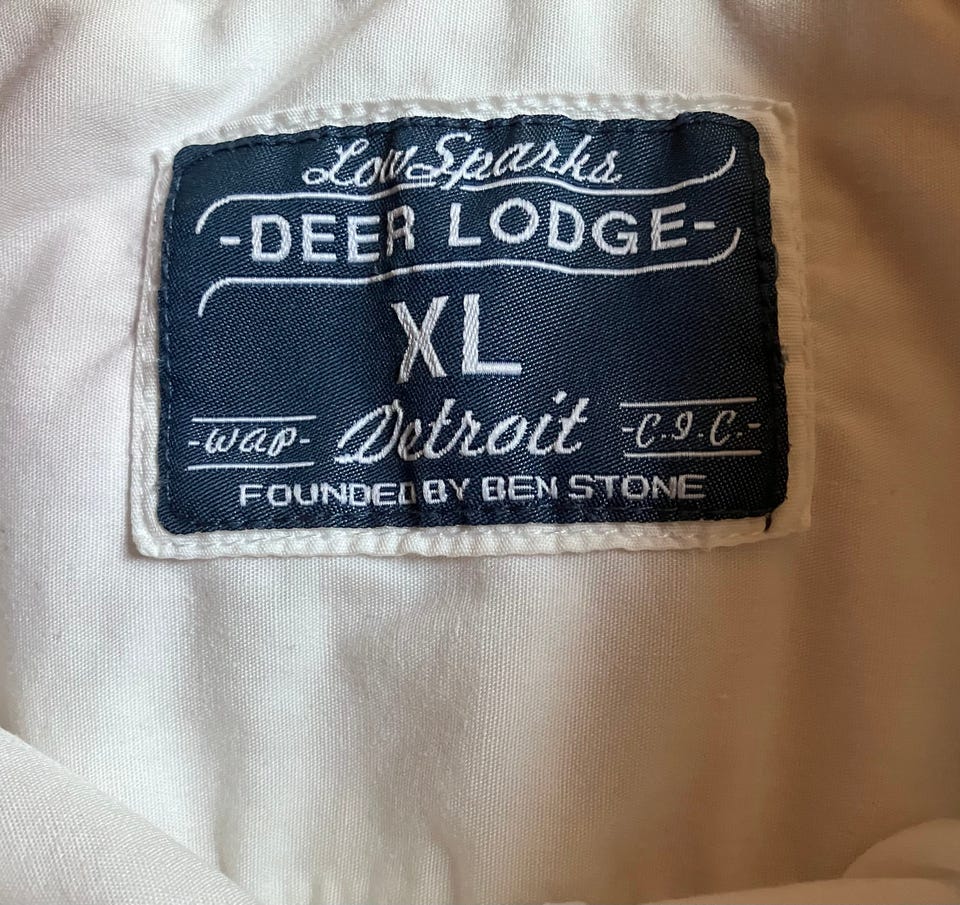 Low Sparks
-DEER LODGE-
XL
-WAP- Detroit -C.I.C.-
FOUNDED BY BEN STONE